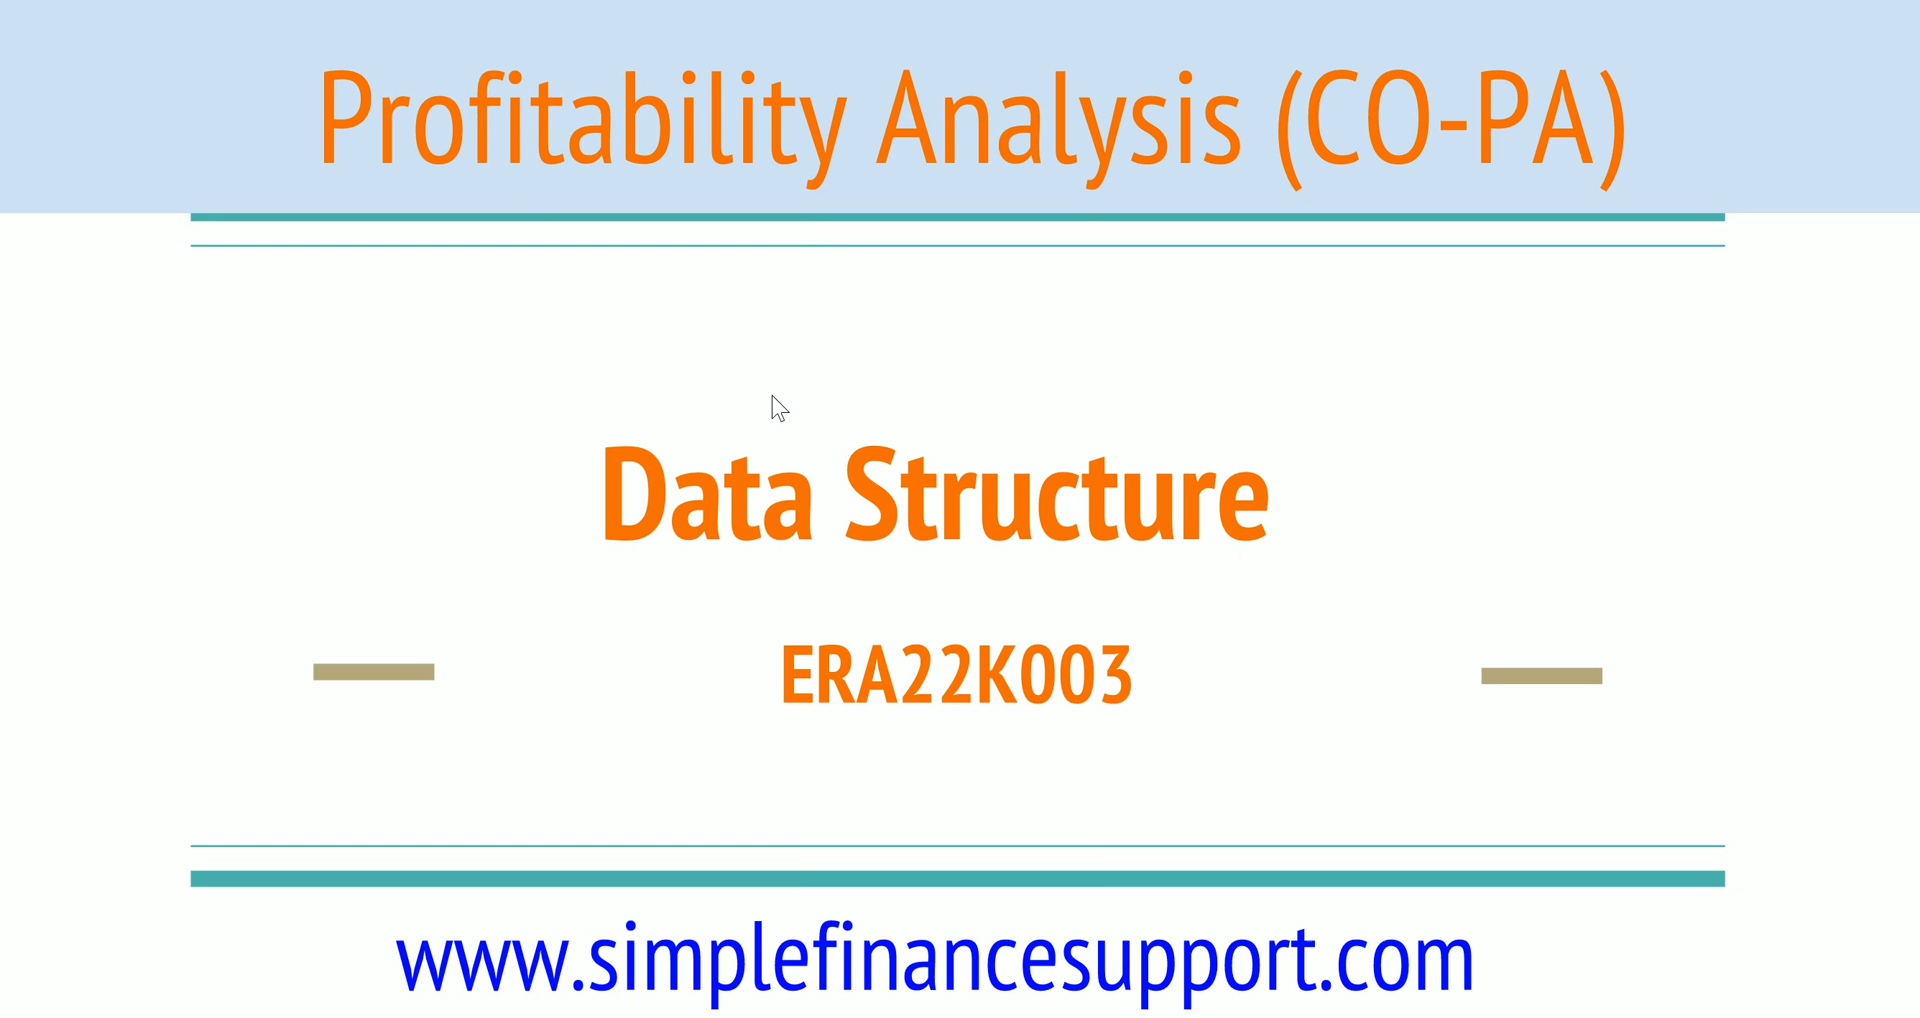 Profitability Analysis (CO-PA)
Data Structure
ERA22K003
www.simplefinancesupport.com